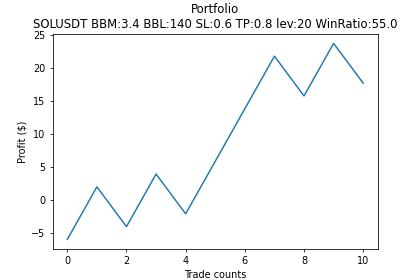 Portfolio
SOLUSDT BBM:3.4 BBL:140 SL:0.6 TP:0.8 lev:20 WinRatio:55.0
25
20
15
10
5
0
−5
Profit ($)
0 2 4 6 8 10
Trade counts